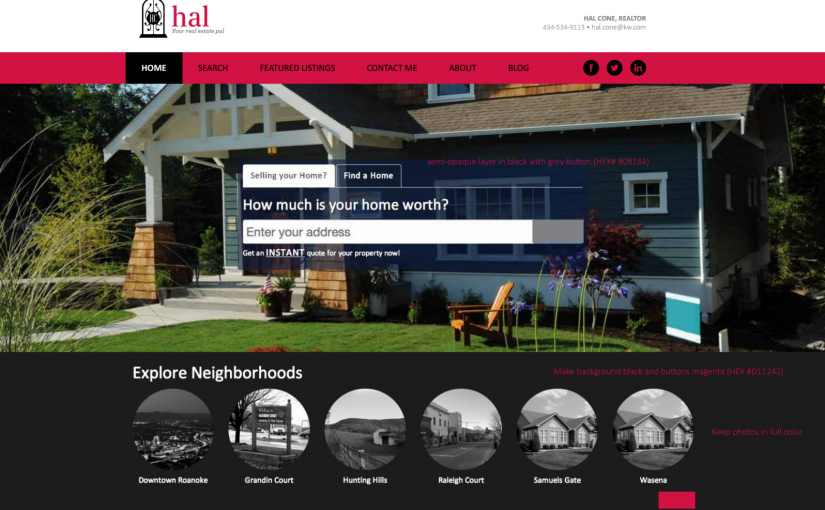 hal
Your real estate pal
HAL CONE, REALTOR
434-534-9113 • hal.cone@kw.com
HOME SEARCH FEATURED LISTINGS CONTACT ME ABOUT BLOG
semi-opaque layer in black with grey button (HEX# 808184)
Selling your Home? Find a Home
How much is your home worth?
Enter your address
Get an INSTANT quote for your property now!
Explore Neighborhoods
Make background black and buttons magenta (HEX #D11242)
Keep photos in full color
Downtown Roanoke Grandin Court Hunting Hills Raleigh Court Samuels Gate Wasena